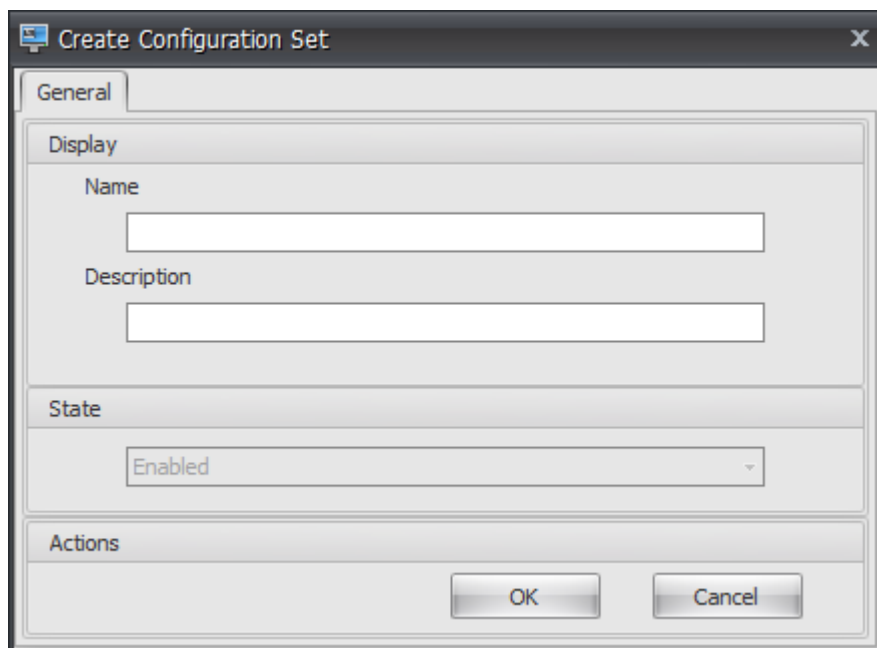 Create Configuration Set
General
Display
Name
Description
State
Enabled
Actions
OK
Cancel